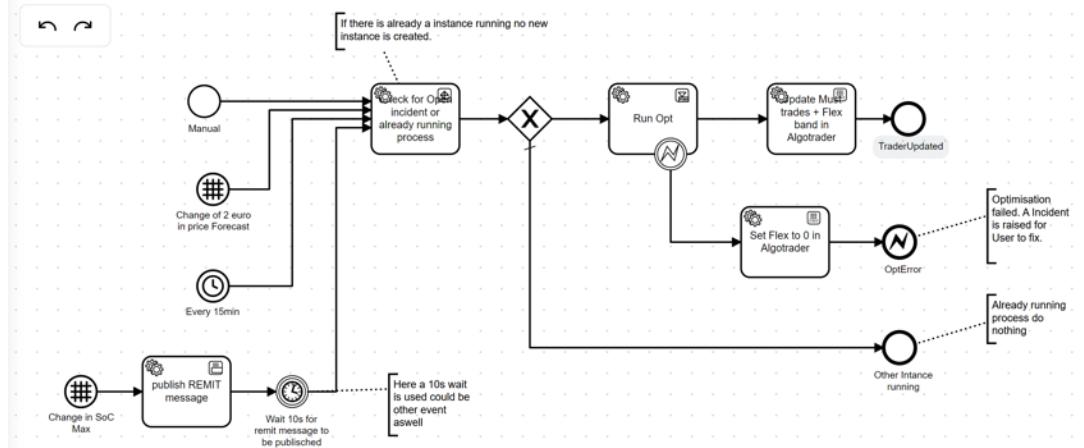 If there is already a instance running no new
instance is created.
Manual
Check for Open
incident or
already running
process
Run Opt
Update Must
trades + Flex
band in
Algotrader
TraderUpdated
Change of 2 euro
in price Forecast
Optimisation
failed. A Incident
is raised for
User to fix.
Set Flex to 0 in
Algotrader
OptError
Every 15min
Already running
process do
nothing
Other Intance
running
publish REMIT
message
Change in SoC
Max
Wait 10s for
remit message to
be publisched
Here a 10s wait
is used could be
other event
aswell